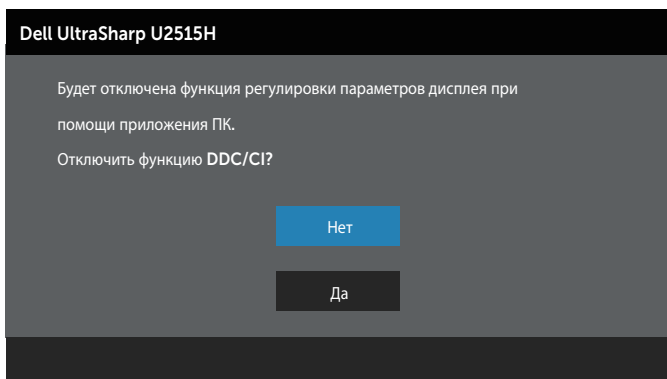 Dell UltraSharp U2515H
Будет отключена функция регулировки параметров дисплея при
помощи приложения ПК.
Отключить функцию DDC/CI?
Нет
Да